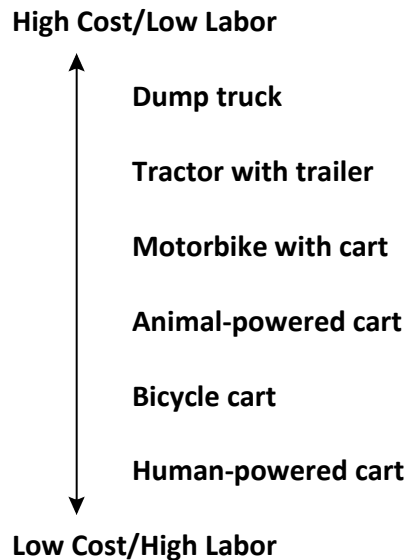 High Cost/Low Labor
Dump truck
Tractor with trailer
Motorbike with cart
Animal-powered cart
Bicycle cart
Human-powered cart
Low Cost/High Labor